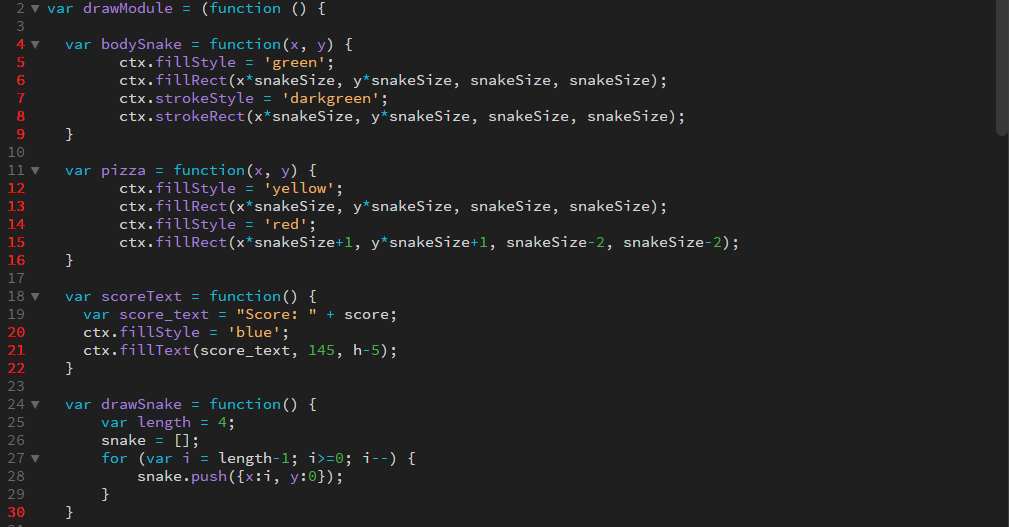 2 var drawModule = (function () {
3
4 var bodySnake = function(x, y) {
5 ctx.fillStyle = 'green';
6 ctx.fillRect(x*snakeSize, y*snakeSize, snakeSize, snakeSize);
7 ctx.strokeStyle = 'darkgreen';
8 ctx.strokeRect(x*snakeSize, y*snakeSize, snakeSize, snakeSize);
9 }
10
11 var pizza = function(x, y) {
12 ctx.fillStyle = 'yellow';
13 ctx.fillRect(x*snakeSize, y*snakeSize, snakeSize, snakeSize);
14 ctx.fillStyle = 'red';
15 ctx.fillRect(x*snakeSize+1, y*snakeSize+1, snakeSize-2, snakeSize-2);
16 }
17
18 var scoreText = function() {
19 var score_text = "Score: " + score;
20 ctx.fillStyle = 'blue';
21 ctx.fillText(score_text, 145, h-5);
22 }
23
24 var drawSnake = function() {
25 var length = 4;
26 snake = [];
27 for (var i = length-1; i>=0; i--) {
28 snake.push({x:i, y:0});
29 }
30 }